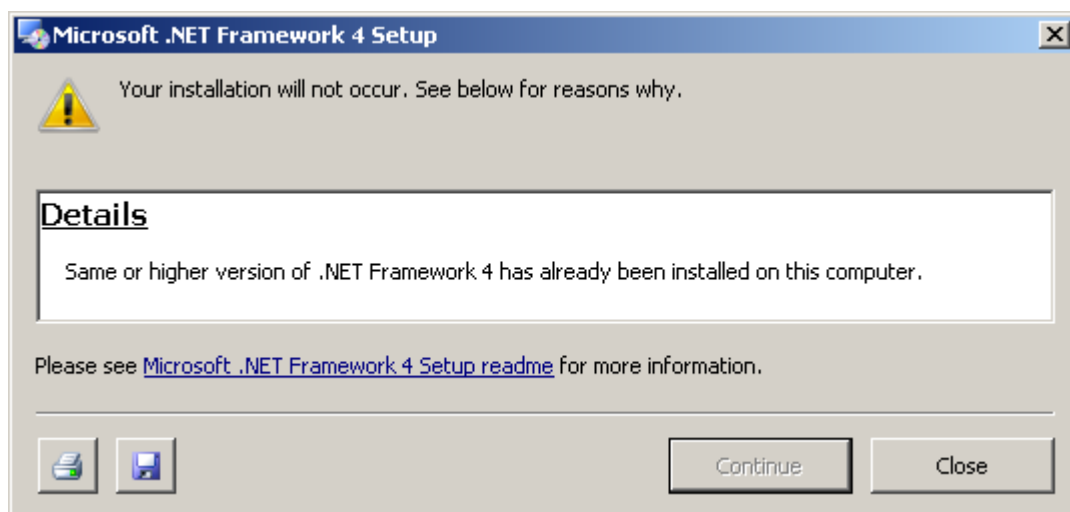 Microsoft .NET Framework 4 Setup
Your installation will not occur. See below for reasons why.
Details
Same or higher version of .NET Framework 4 has already been installed on this computer.
Please see Microsoft .NET Framework 4 Setup readme for more information.
Continue
Close